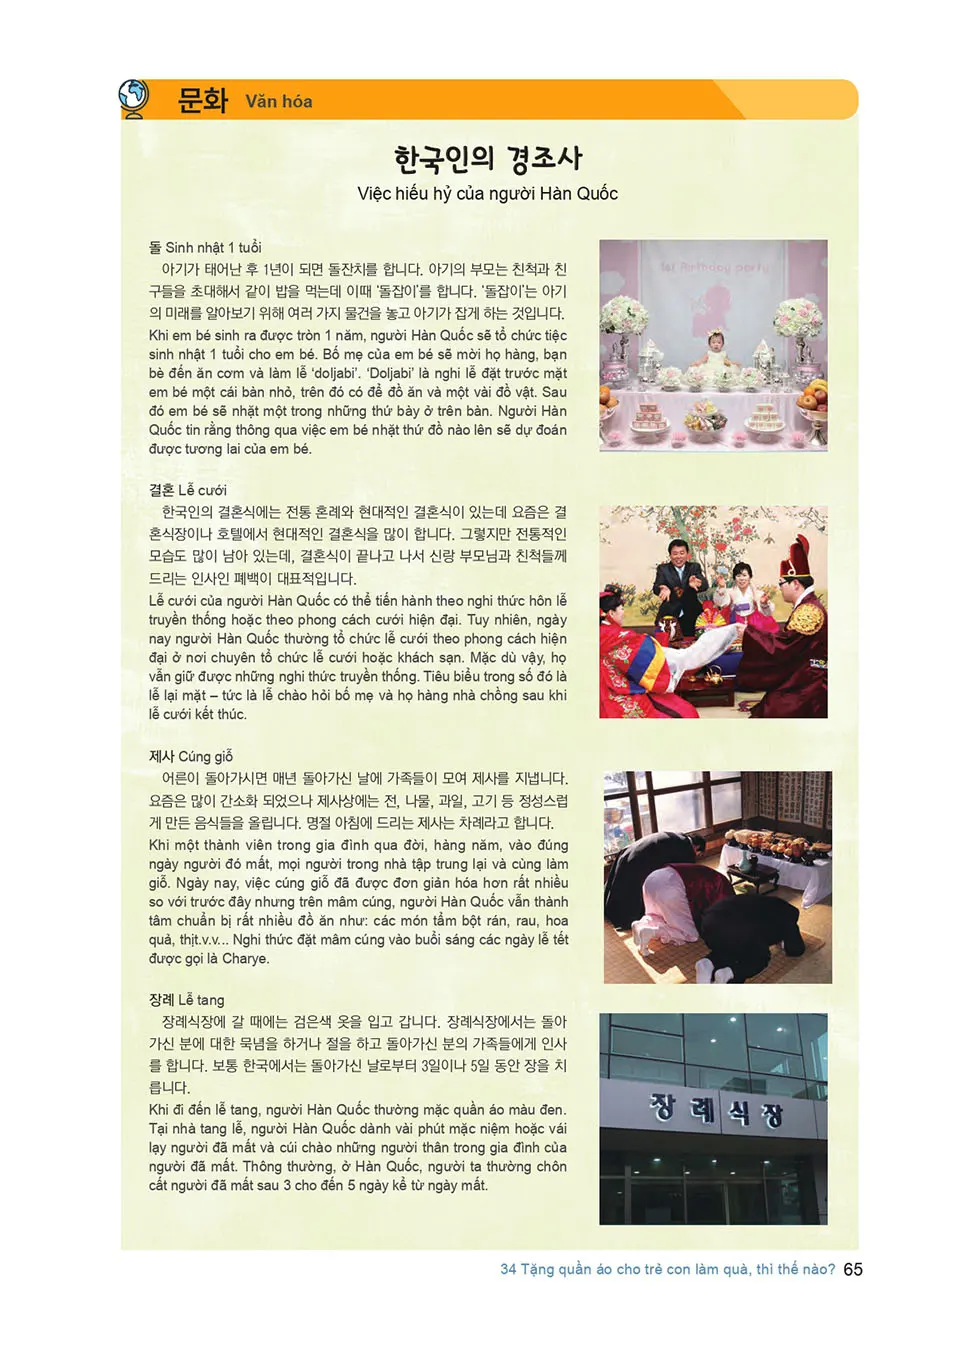 문화 Văn hóa
한국인의 경조사
Việc hiếu hỷ của người Hàn Quốc
돌 Sinh nhật 1 tuổi
아기가 태어난 후 1년이 되면 돌잔치를 합니다. 아기의 부모는 친척과 친
구들을 초대해서 같이 밥을 먹는데 이때 '돌잡이'를 합니다. '돌잡이'는 아기
의 미래를 알아보기 위해 여러 가지 물건을 놓고 아기가 잡게 하는 것입니다.
Khi em bé sinh ra được tròn 1 năm, người Hàn Quốc sẽ tổ chức tiệc
sinh nhật 1 tuổi cho em bé. Bố mẹ của em bé sẽ mời họ hàng, bạn
bè đến ăn cơm và làm lễ 'doljabi'. 'Doljabi' là nghi lễ đặt trước mặt
em bé một cái bàn nhỏ, trên đó có để đồ ăn và một vài đồ vật. Sau
đó em bé sẽ nhặt một trong những thứ bày ở trên bàn. Người Hàn
Quốc tin rằng thông qua việc em bé nhặt thứ đồ nào lên sẽ dự đoán
được tương lai của em bé.
1st Birthday party
결혼 Lễ cưới
한국인의 결혼식에는 전통 혼례와 현대적인 결혼식이 있는데 요즘은 결
혼식장이나 호텔에서 현대적인 결혼식을 많이 합니다. 그렇지만 전통적인
모습도 많이 남아 있는데, 결혼식이 끝나고 나서 신랑 부모님과 친척들께
드리는 인사인 폐백이 대표적입니다.
Lễ cưới của người Hàn Quốc có thể tiến hành theo nghi thức hôn lễ
truyền thống hoặc theo phong cách cưới hiện đại. Tuy nhiên, ngày
nay người Hàn Quốc thường tổ chức lễ cưới theo phong cách hiện
đại ở nơi chuyên tổ chức lễ cưới hoặc khách sạn. Mặc dù vậy, họ
vẫn giữ được những nghi thức truyền thống. Tiêu biểu trong số đó là
lễ lại mặt – tức là lễ chào hỏi bố mẹ và họ hàng nhà chồng sau khi
lễ cưới kết thúc.
제사 Cúng giỗ
어른이 돌아가시면 매년 돌아가신 날에 가족들이 모여 제사를 지냅니다.
요즘은 많이 간소화 되었으나 제사상에는 전, 나물, 과일, 고기 등 정성스럽
게 만든 음식들을 올립니다. 명절 아침에 드리는 제사는 차례라고 합니다.
Khi một thành viên trong gia đình qua đời, hàng năm, vào đúng
ngày người đó mất, mọi người trong nhà tập trung lại và cùng làm
giỗ. Ngày nay, việc cúng giỗ đã được đơn giản hóa hơn rất nhiều
so với trước đây nhưng trên mâm cúng, người Hàn Quốc vẫn thành
tâm chuẩn bị rất nhiều đồ ăn như: các món tẩm bột rán, rau, hoa
quả, thịt.v.v... Nghi thức đặt mâm cúng vào buổi sáng các ngày lễ tết
được gọi là Charye.
장례 Lễ tang
장례식장에 갈 때에는 검은색 옷을 입고 갑니다. 장례식장에서는 돌아
가신 분에 대한 묵념을 하거나 절을 하고 돌아가신 분의 가족들에게 인사
를 합니다. 보통 한국에서는 돌아가신 날로부터 3일이나 5일 동안 장을 치
릅니다.
Khi đi đến lễ tang, người Hàn Quốc thường mặc quần áo màu đen.
Tại nhà tang lễ, người Hàn Quốc dành vài phút mặc niệm hoặc vái
lạy người đã mất và cúi chào những người thân trong gia đình của
người đã mất. Thông thường, ở Hàn Quốc, người ta thường chôn
cất người đã mất sau 3 cho đến 5 ngày kể từ ngày mất.
장례식장
34 Tặng quần áo cho trẻ con làm quà, thì thế nào? 65